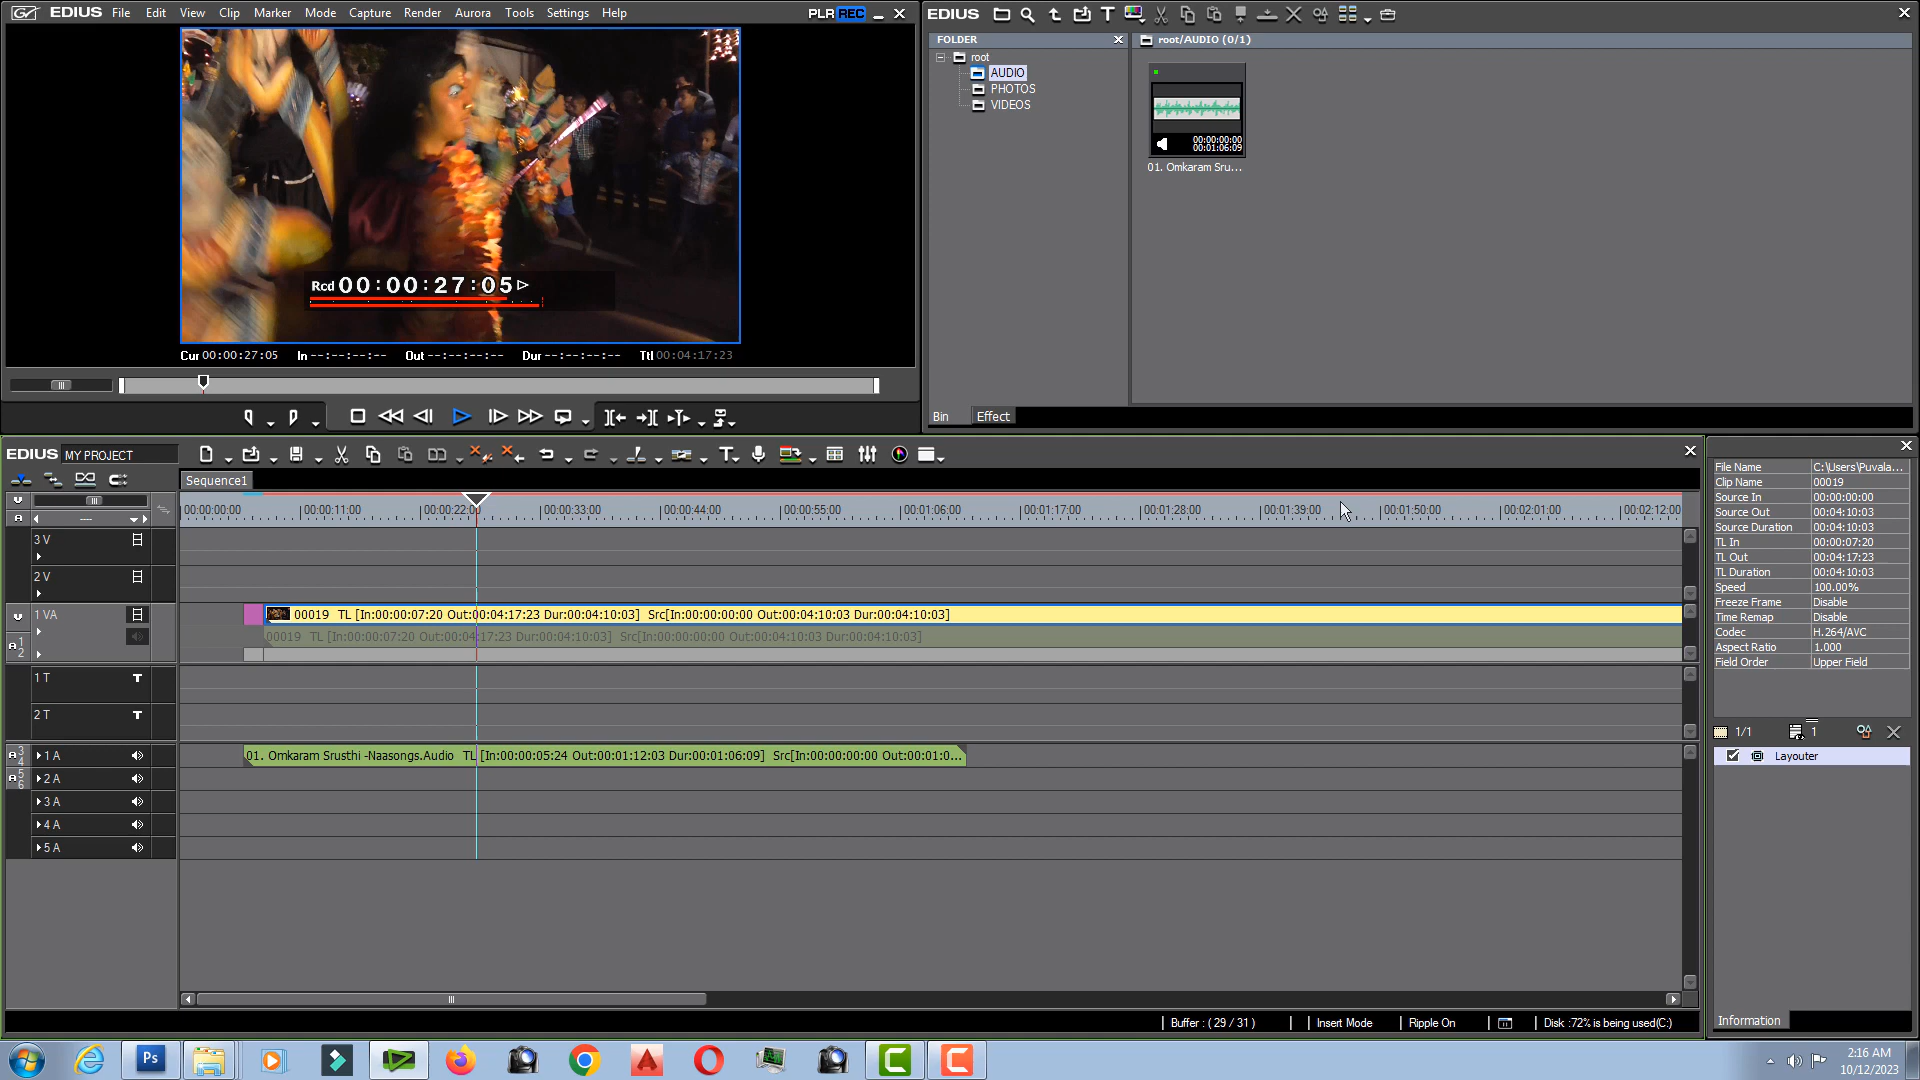 EDIUS File Edit View Clip Marker Mode Capture Render Aurora Tools Settings Help PLR REC
Rcd 00:00:27:05
Cur 00:00:27:05 In --:--:--:-- Out --:--:--:-- Dur --:--:--:-- Ttl 00:04:17:23
EDIUS
FOLDER
root
AUDIO
PHOTOS
VIDEOS
root/AUDIO (0/1)
00:00:00:00
00:01:06:09
01. Omkaram Sru...
Bin Effect
EDIUS MY PROJECT
Sequence1
00:00:00:00 00:00:11:00 00:00:22:00 00:00:33:00 00:00:44:00 00:00:55:00 00:01:06:00 00:01:17:00 00:01:28:00 00:01:39:00 00:01:50:00 00:02:01:00 00:02:12:00
3 V
2 V
1 VA
00019 TL [In:00:00:07:20 Out:00:04:17:23 Dur:00:04:10:03] Src[In:00:00:00:00 Out:00:04:10:03 Dur:00:04:10:03]
00019 TL [In:00:00:07:20 Out:00:04:17:23 Dur:00:04:10:03] Src[In:00:00:00:00 Out:00:04:10:03 Dur:00:04:10:03]
1
2
1 T T
2 T T
3
4
1 A
01. Omkaram Srusthi -Naasongs.Audio TL [In:00:00:05:24 Out:00:01:12:03 Dur:00:01:06:09] Src[In:00:00:00:00 Out:00:01:0...
5
6
2 A
3 A
4 A
5 A
Buffer : ( 29 / 31 ) Insert Mode Ripple On Disk :72% is being used(C:)
File Name C:\Users\Puvala...
Clip Name 00019
Source In 00:00:00:00
Source Out 00:04:10:03
Source Duration 00:04:10:03
TL In 00:00:07:20
TL Out 00:04:17:23
TL Duration 00:04:10:03
Speed 100.00%
Freeze Frame Disable
Time Remap Disable
Codec H.264/AVC
Aspect Ratio 1.000
Field Order Upper Field
1/1 1
Layouter
Information
Ps
2:16 AM
10/12/2023